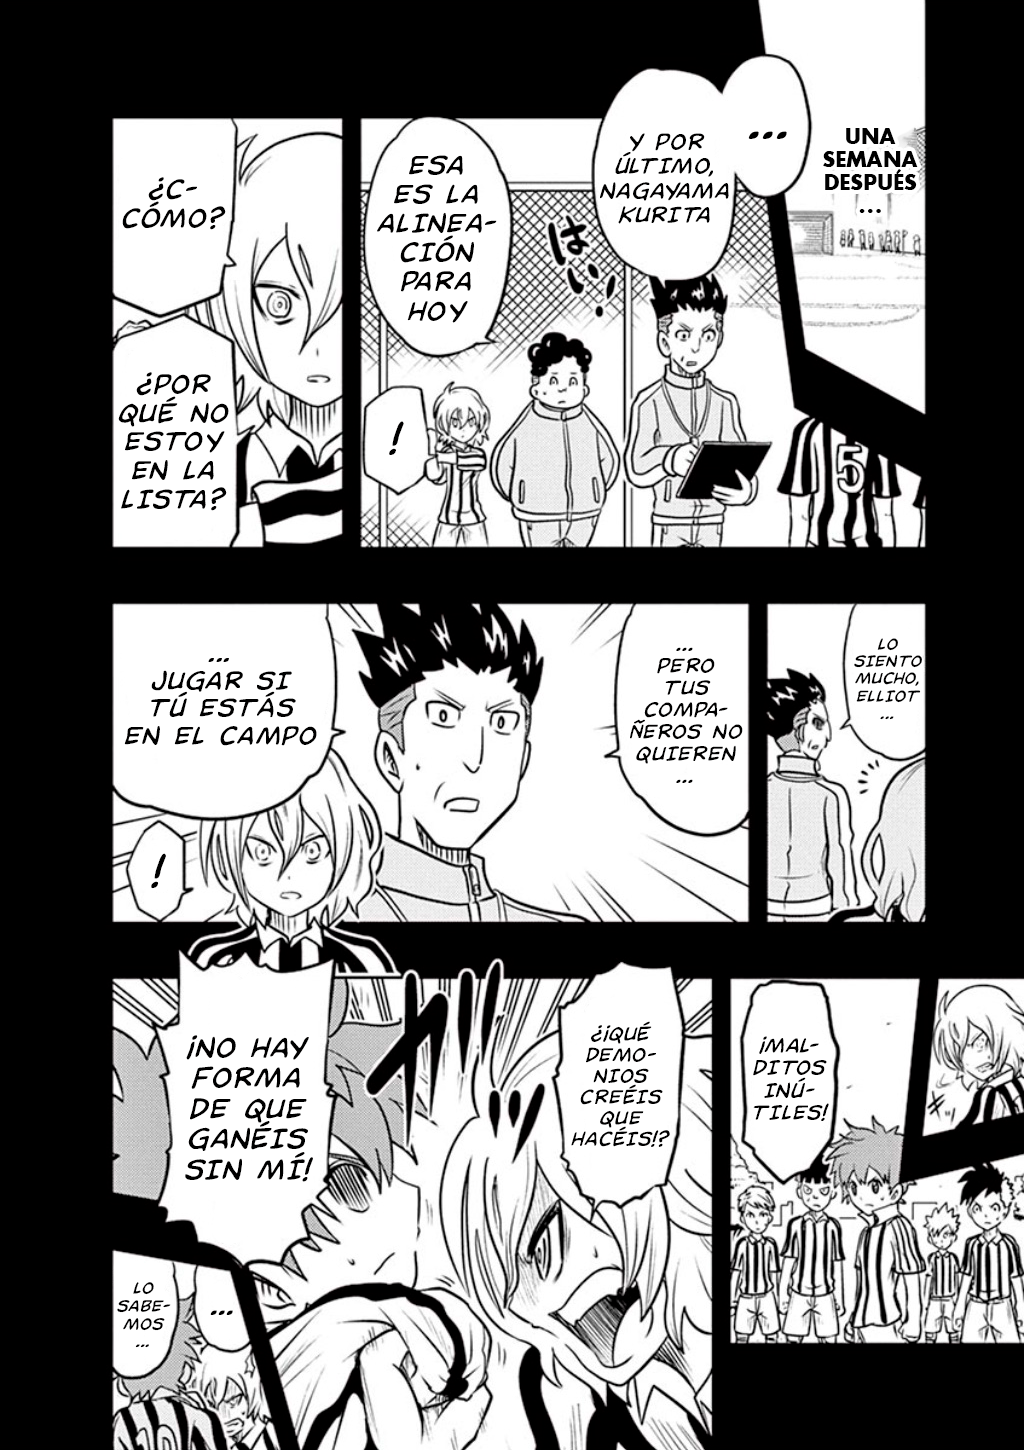 UNA
SEMANA
DESPUÉS
...
...
Y POR
ÚLTIMO,
NAGAYAMA
KURITA
はいい!
5
ESA
ES LA
ALINEA-
CIÓN
PARA
HOY
!
¿C-
CÓMO?
¿POR
QUÉ NO
ESTOY
EN LA
LISTA?
LO
SIENTO
MUCHO,
ELLIOT
...
...
PERO
TUS
COMPA-
ÑEROS NO
QUIEREN
...
...
JUGAR SI
TÚ ESTÁS
EN EL CAMPO
!
¡MAL-
DITOS
INÚ-
TILES!
¿¡QUÉ
DEMO-
NIOS
CREÉIS
QUE
HACÉIS!?
¡NO HAY
FORMA
DE QUE
GANÉIS
SIN MÍ!
...
LO
SABE-
MOS
...
10